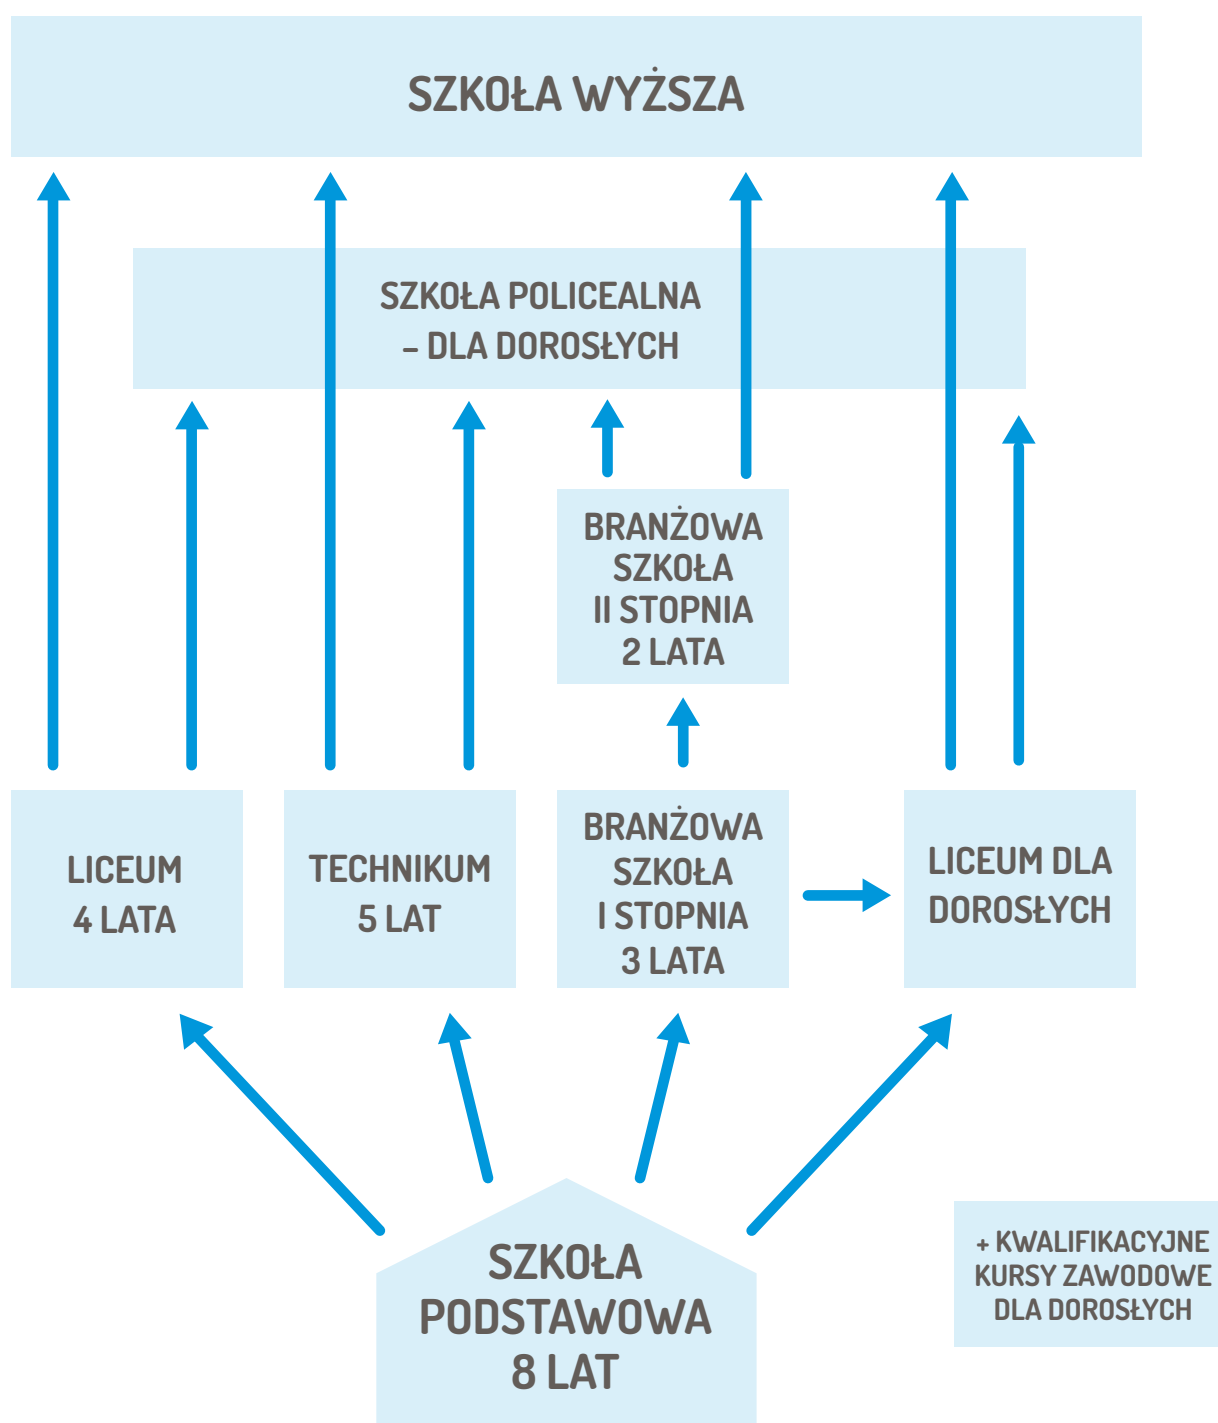 SZKOŁA WYŻSZA
SZKOŁA POLICEALNA
– DLA DOROSŁYCH
BRANŻOWA
SZKOŁA
II STOPNIA
2 LATA
LICEUM
4 LATA
TECHNIKUM
5 LAT
BRANŻOWA
SZKOŁA
I STOPNIA
3 LATA
LICEUM DLA
DOROSŁYCH
SZKOŁA
PODSTAWOWA
8 LAT
+ KWALIFIKACYJNE
KURSY ZAWODOWE
DLA DOROSŁYCH